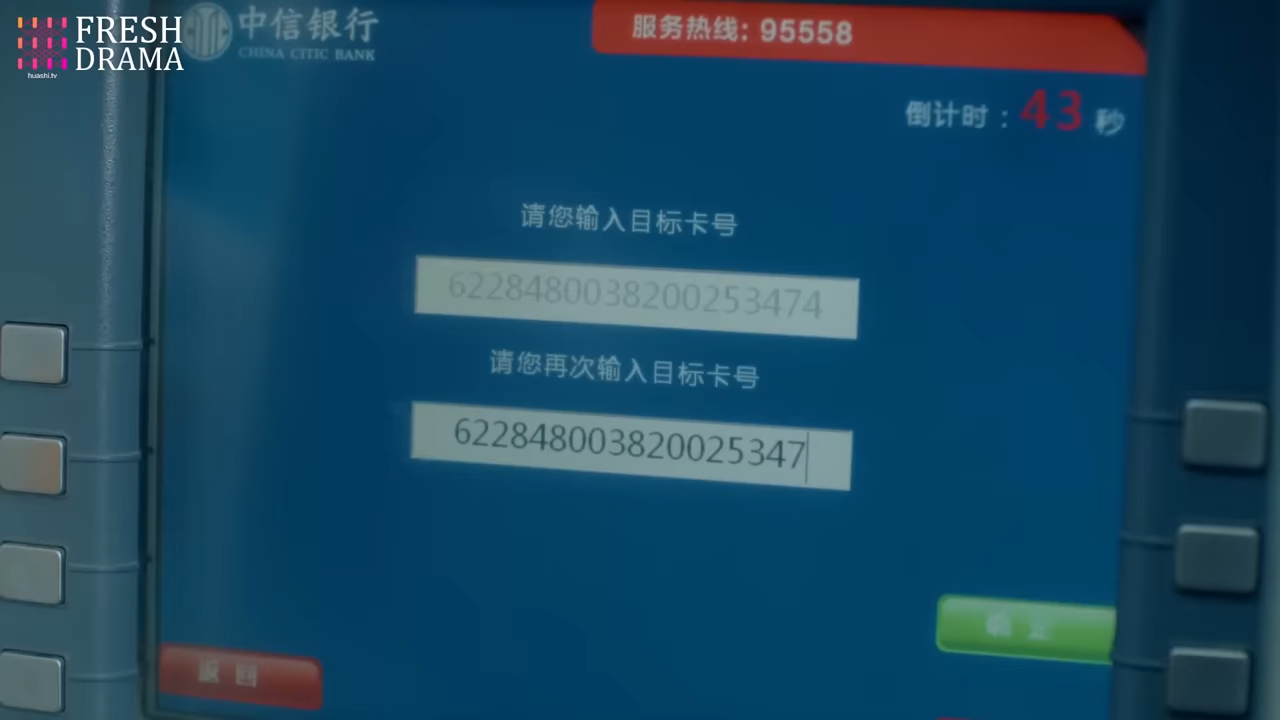 FRESH
DRAMA
huashi.tv
中信银行
CHINA CITIC BANK
服务热线: 95558
倒计时：43 秒
请您输入目标卡号
6228480038200253474
请您再次输入目标卡号
622848003820025347
返回